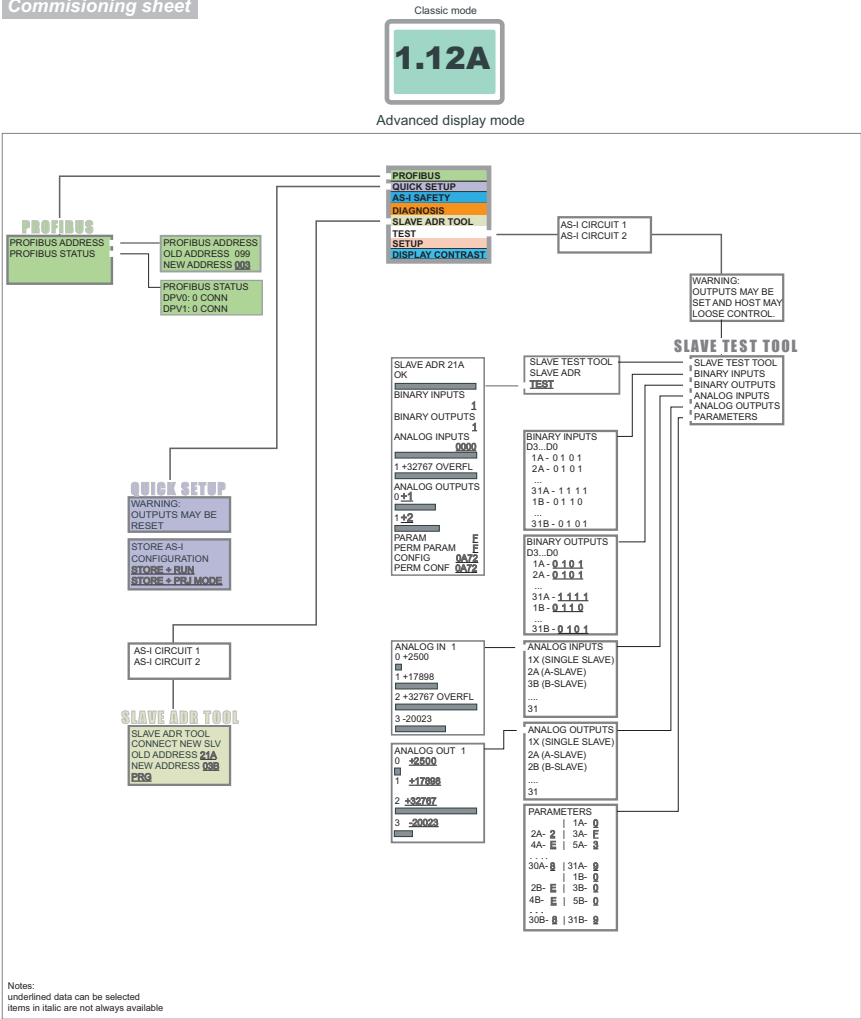 Commisioning sheet
Classic mode
1.12A
Advanced display mode
PROFIBUS
QUICK SETUP
AS-I SAFETY
DIAGNOSIS
SLAVE ADR TOOL
TEST
SETUP
DISPLAY CONTRAST
PROFIBUS
PROFIBUS ADDRESS
PROFIBUS STATUS
PROFIBUS ADDRESS
OLD ADDRESS 099
NEW ADDRESS 003
PROFIBUS STATUS
DPV0: 0 CONN
DPV1: 0 CONN
AS-I CIRCUIT 1
AS-I CIRCUIT 2
WARNING:
OUTPUTS MAY BE
SET AND HOST MAY
LOOSE CONTROL.
SLAVE TEST TOOL
SLAVE TEST TOOL
BINARY INPUTS
BINARY OUTPUTS
ANALOG INPUTS
ANALOG OUTPUTS
PARAMETERS
SLAVE TEST TOOL
SLAVE ADR
TEST
SLAVE ADR 21A
OK
BINARY INPUTS
1
BINARY OUTPUTS
1
ANALOG INPUTS
0000
1 +32767 OVERFL
ANALOG OUTPUTS
0 +1
1 +2
PARAM F
PERM PARAM F
CONFIG 0A72
PERM CONF 0A72
BINARY INPUTS
D3...D0
1A - 0 1 0 1
2A - 0 1 0 1
...
31A - 1 1 1 1
1B - 0 1 1 0
...
31B - 0 1 0 1
BINARY OUTPUTS
D3...D0
1A - 0 1 0 1
2A - 0 1 0 1
...
31A - 1 1 1 1
1B - 0 1 1 0
...
31B - 0 1 0 1
QUICK SETUP
WARNING:
OUTPUTS MAY BE
RESET
STORE AS-I
CONFIGURATION
STORE + RUN
STORE + PRJ MODE
AS-I CIRCUIT 1
AS-I CIRCUIT 2
SLAVE ADR TOOL
SLAVE ADR TOOL
CONNECT NEW SLV
OLD ADDRESS 21A
NEW ADDRESS 03B
PRG
ANALOG IN 1
0 +2500
1 +17898
2 +32767 OVERFL
3 -20023
ANALOG INPUTS
1X (SINGLE SLAVE)
2A (A-SLAVE)
3B (B-SLAVE)
....
31
ANALOG OUT 1
0 +2500
1 +17898
2 +32767
3 -20023
ANALOG OUTPUTS
1X (SINGLE SLAVE)
2A (A-SLAVE)
2B (B-SLAVE)
....
31
PARAMETERS
| 1A- 0
2A- 2 | 3A- F
4A- E | 5A- 3
. . . .
30A- 8 | 31A- 9
| 1B- 0
2B- E | 3B- 0
4B- E | 5B- 0
. . .
30B- 8 | 31B- 9
Notes:
underlined data can be selected
items in italic are not always available